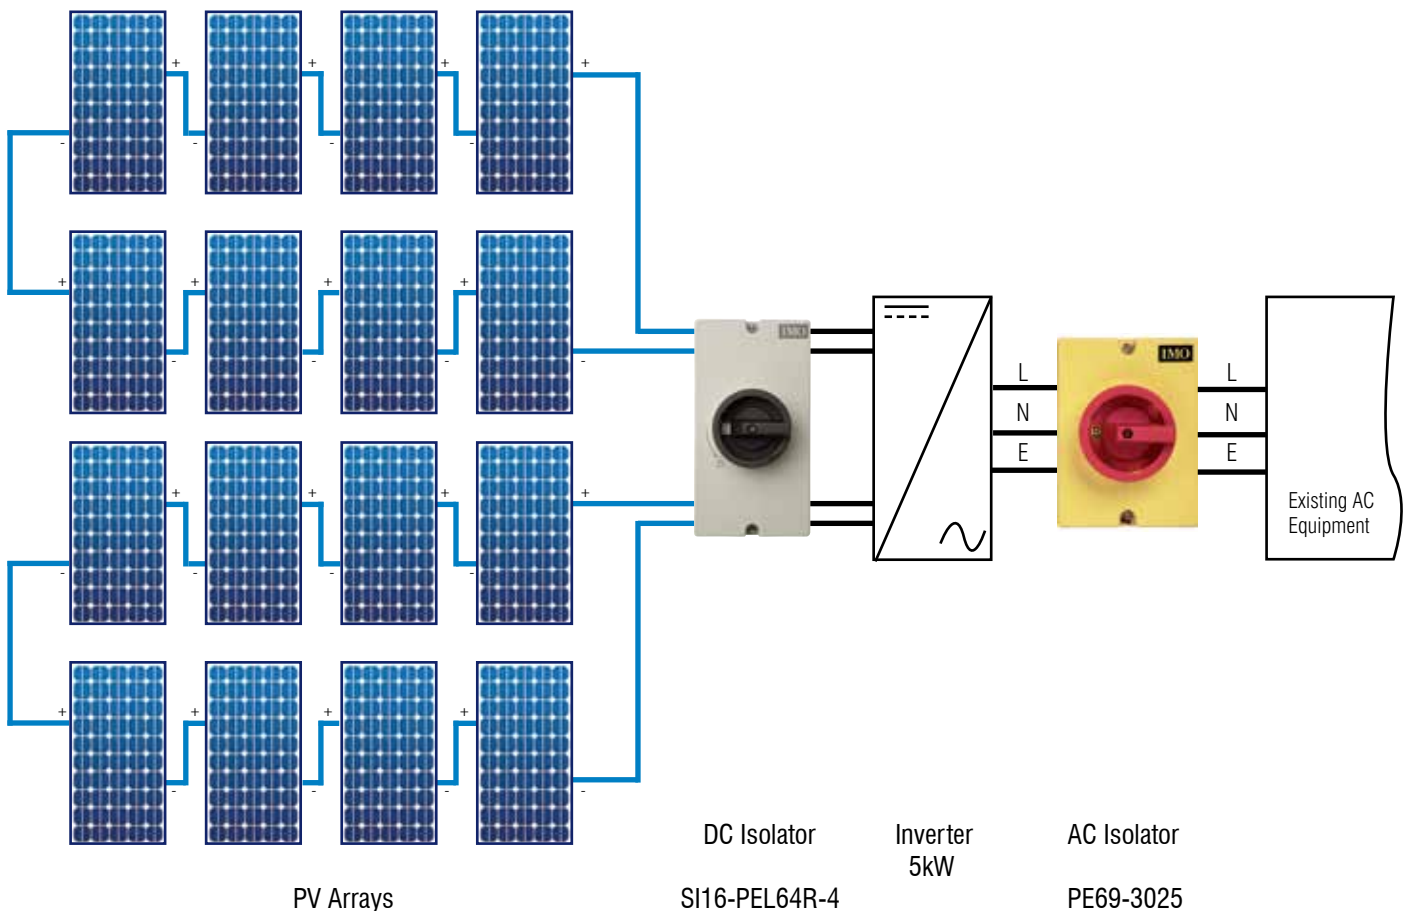 + + + +
- - - -
+ + + +
- - - -
+ + + +
- - - -
+ + + +
- - - -
IMO
IMO
L
N
E
L
N
E
Existing AC
Equipment
DC Isolator
Inverter
5kW
AC Isolator
PV Arrays
SI16-PEL64R-4
PE69-3025